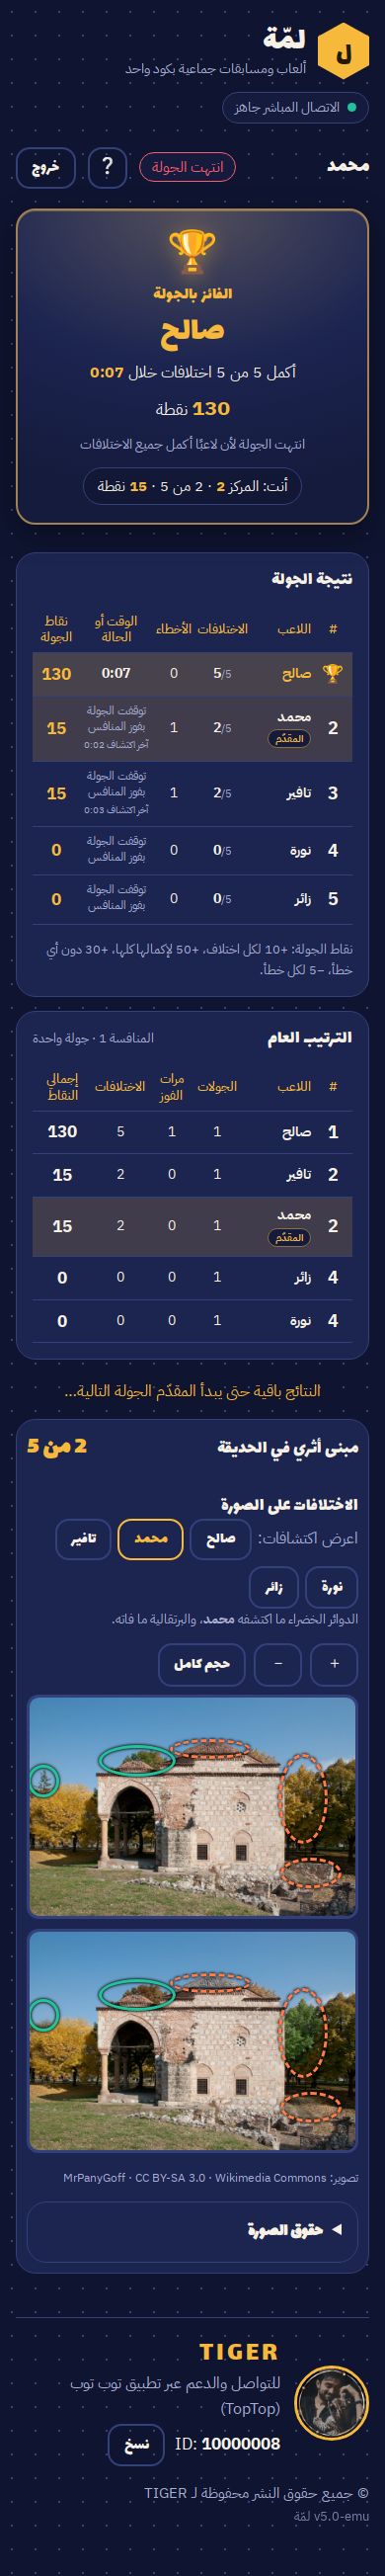 ل
لمّة
ألعاب ومسابقات جماعية بكود واحد
الاتصال المباشر جاهز
محمد
انتهت الجولة
?
خروج
الفائز بالجولة
صالح
أكمل 5 من 5 اختلافات خلال 0:07
130 نقطة
انتهت الجولة لأن لاعبًا أكمل جميع الاختلافات
أنت: المركز 2 · 2 من 5 · 15 نقطة
نتيجة الجولة
# اللاعب الاختلافات الأخطاء الوقت أو الحالة نقاط الجولة
صالح 5/5 0 0:07 130
2 محمد المقدّم 2/5 1 توقفت الجولة بفوز المنافس آخر اكتشاف 0:02 15
3 تافير 2/5 1 توقفت الجولة بفوز المنافس آخر اكتشاف 0:03 15
4 نورة 0/5 0 توقفت الجولة بفوز المنافس 0
5 زائر 0/5 0 توقفت الجولة بفوز المنافس 0
نقاط الجولة: +10 لكل اختلاف، +50 لإكمالها كلها، +30 دون أي
خطأ، −5 لكل خطأ.
الترتيب العام
المنافسة 1 · جولة واحدة
# اللاعب الجولات مرات الفوز الاختلافات إجمالي النقاط
1 صالح 1 1 5 130
2 تافير 1 0 2 15
2 محمد المقدّم 1 0 2 15
4 زائر 1 0 0 0
4 نورة 1 0 0 0
النتائج باقية حتى يبدأ المقدّم الجولة التالية...
مبنى أثري في الحديقة
2 من 5
الاختلافات على الصورة
اعرض اكتشافات: صالح محمد تافير
نورة زائر
الدوائر الخضراء ما اكتشفه محمد، والبرتقالية ما فاته.
+ − حجم كامل
تصوير: MrPanyGoff · CC BY-SA 3.0 · Wikimedia Commons
حقوق الصورة
TIGER
للتواصل والدعم عبر تطبيق توب توب
(TopTop)
ID: 10000008 نسخ
© جميع حقوق النشر محفوظة لـ TIGER
لمّة v5.0-emu